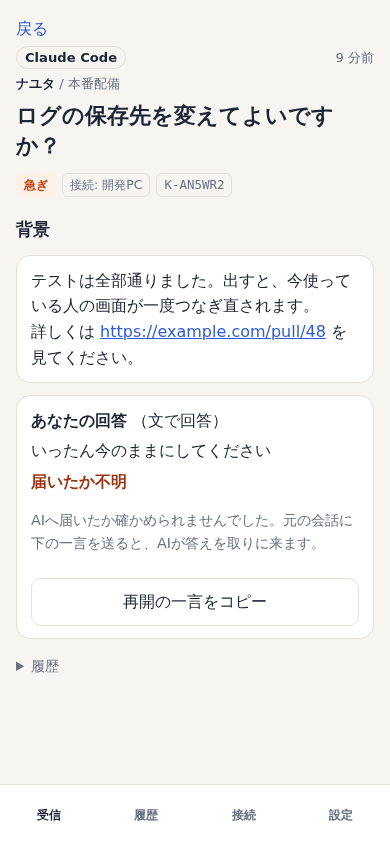 戻る
Claude Code
9 分前
ナユタ / 本番配備
ログの保存先を変えてよいです
か？
急ぎ
接続: 開発PC
K-AN5WR2
背景
テストは全部通りました。出すと、今使って
いる人の画面が一度つなぎ直されます。
詳しくは https://example.com/pull/48 を
見てください。
あなたの回答 （文で回答）
いったん今のままにしてください
届いたか不明
AIへ届いたか確かめられませんでした。元の会話に
下の一言を送ると、AIが答えを取りに来ます。
再開の一言をコピー
▶ 履歴
受信
履歴
接続
設定